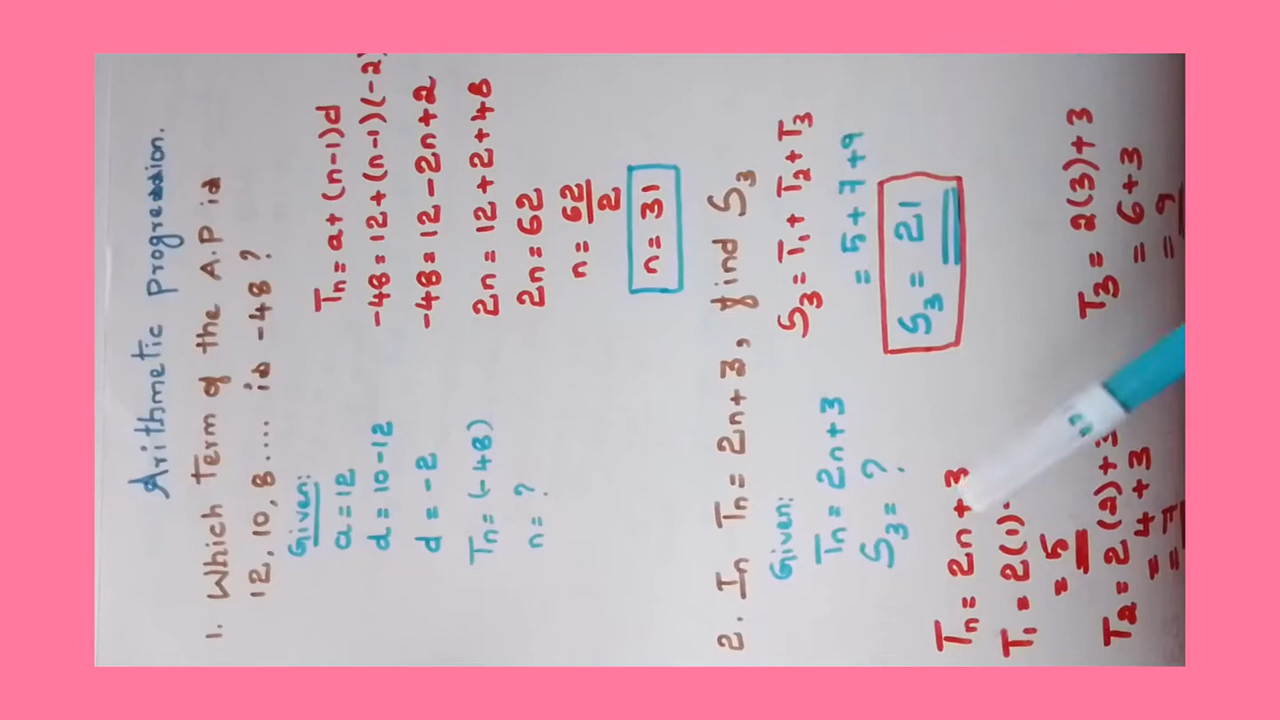 Arithmetic Progression.
1. Which Term of the A.P is
12, 10, 8.... is -48?
Given:
a = 12
d = 10-12
d = -2
Tn = (-48)
n = ?
Tn = a + (n-1)d
-48 = 12 + (n-1)(-2)
-48 = 12 - 2n + 2
2n = 12 + 2 + 48
2n = 62
n = 62/2
n = 31
2. In Tn = 2n + 3, find S3
Given:
Tn = 2n + 3
S3 = ?
S3 = T1 + T2 + T3
= 5 + 7 + 9
S3 = 21
Tn = 2n + 3
T1 = 2(1)
= 5
T2 = 2(2) + 3
= 4 + 3
= 7
T3 = 2(3) + 3
= 6 + 3
= 9